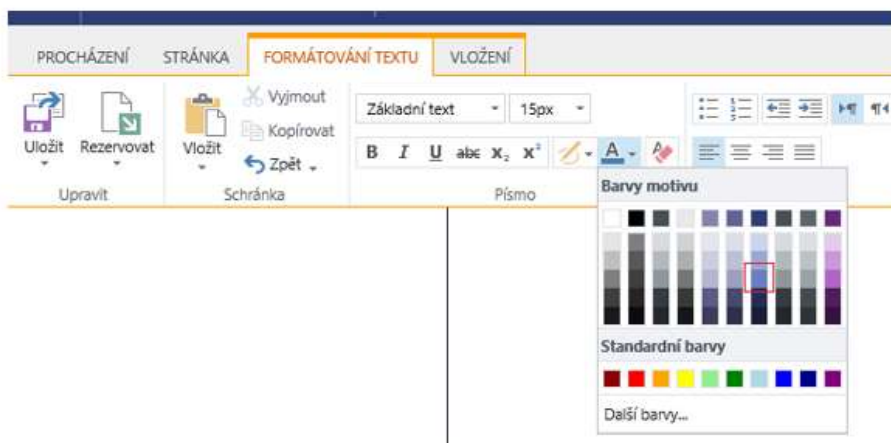 PROCHÁZENÍ STRÁNKA FORMÁTOVÁNÍ TEXTU VLOŽENÍ
Uložit Rezervovat Vložit Vyjmout Kopírovat Zpět
Základní text 15px
B I U abc X₂ X² A
Upravit Schránka Písmo
Barvy motivu
Standardní barvy
Další barvy...